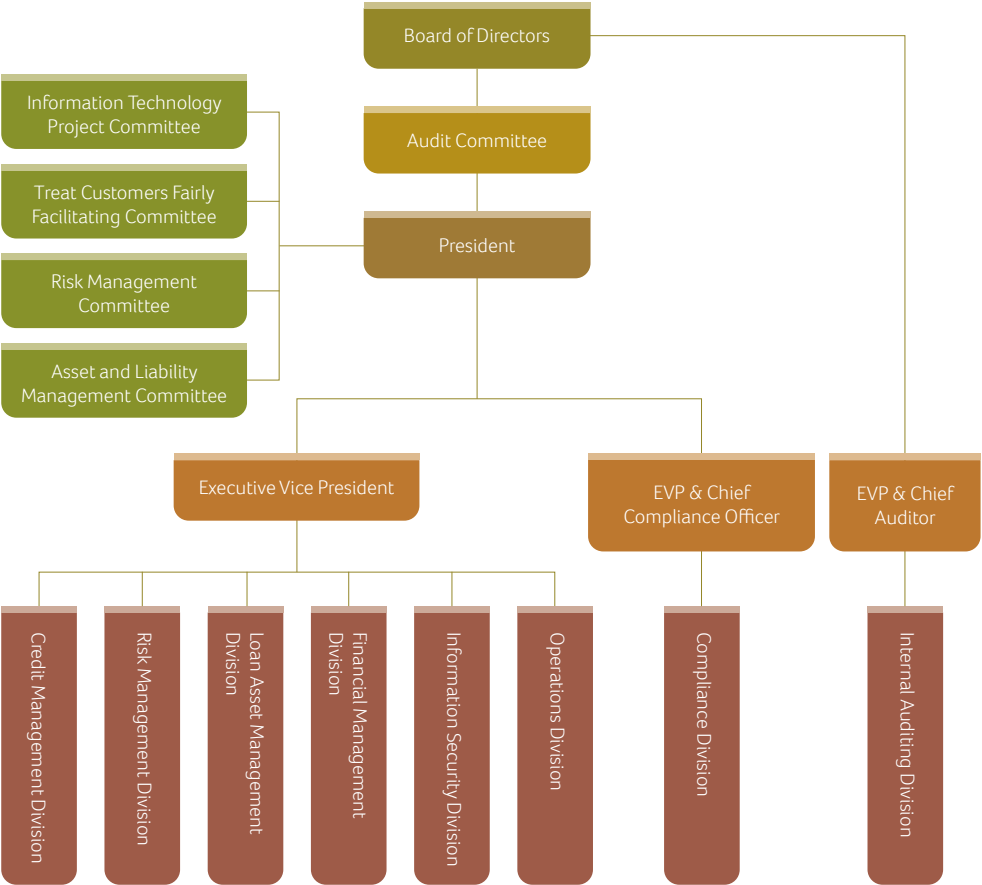 Board of Directors
Information Technology
Project Committee
Audit Committee
Treat Customers Fairly
Facilitating Committee
President
Risk Management
Committee
Asset and Liability
Management Committee
Executive Vice President
EVP & Chief
Compliance Officer
EVP & Chief
Auditor
Credit Management Division
Risk Management Division
Loan Asset Management
Division
Financial Management
Division
Information Security Division
Operations Division
Compliance Division
Internal Auditing Division